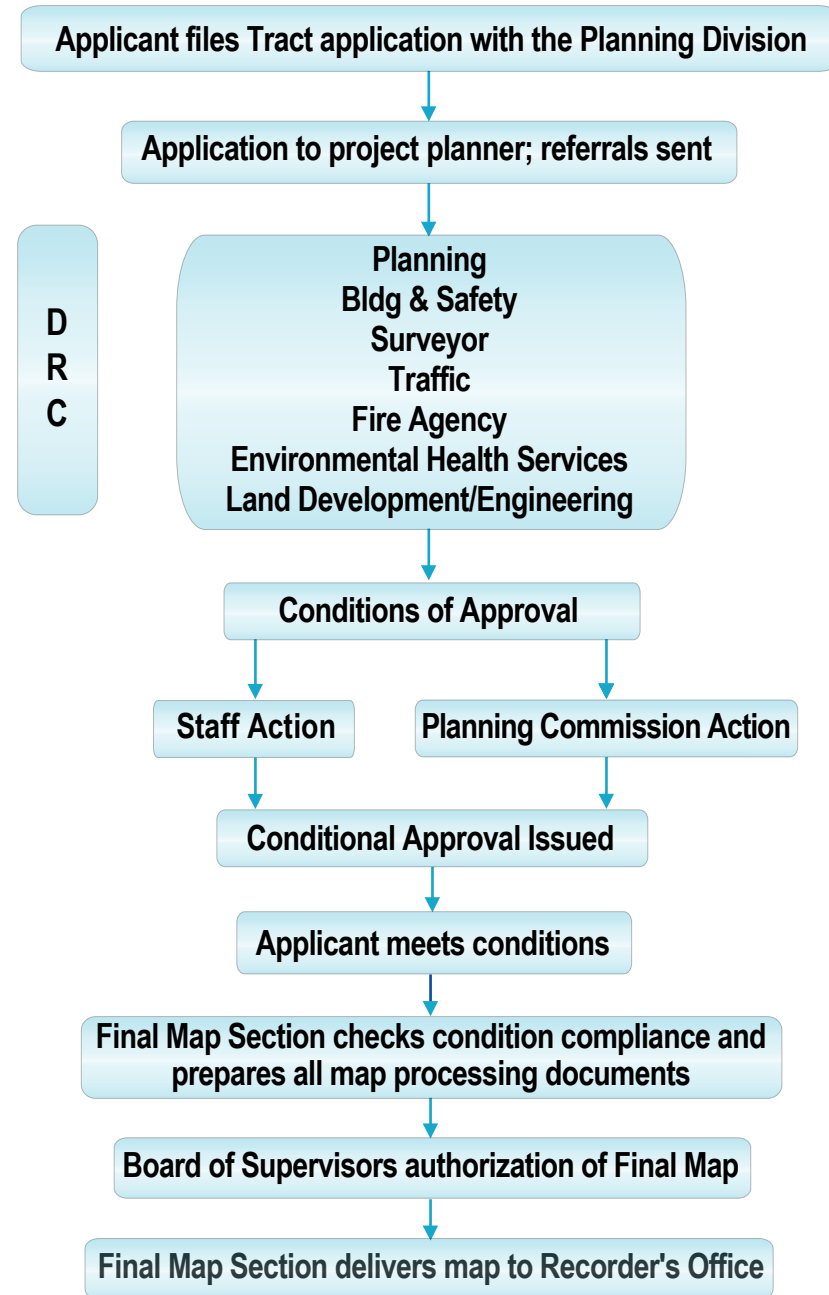 Applicant files Tract application with the Planning Division
Application to project planner; referrals sent
D
R
C
Planning
Bldg & Safety
Surveyor
Traffic
Fire Agency
Environmental Health Services
Land Development/Engineering
Conditions of Approval
Staff Action
Planning Commission Action
Conditional Approval Issued
Applicant meets conditions
Final Map Section checks condition compliance and
prepares all map processing documents
Board of Supervisors authorization of Final Map
Final Map Section delivers map to Recorder's Office